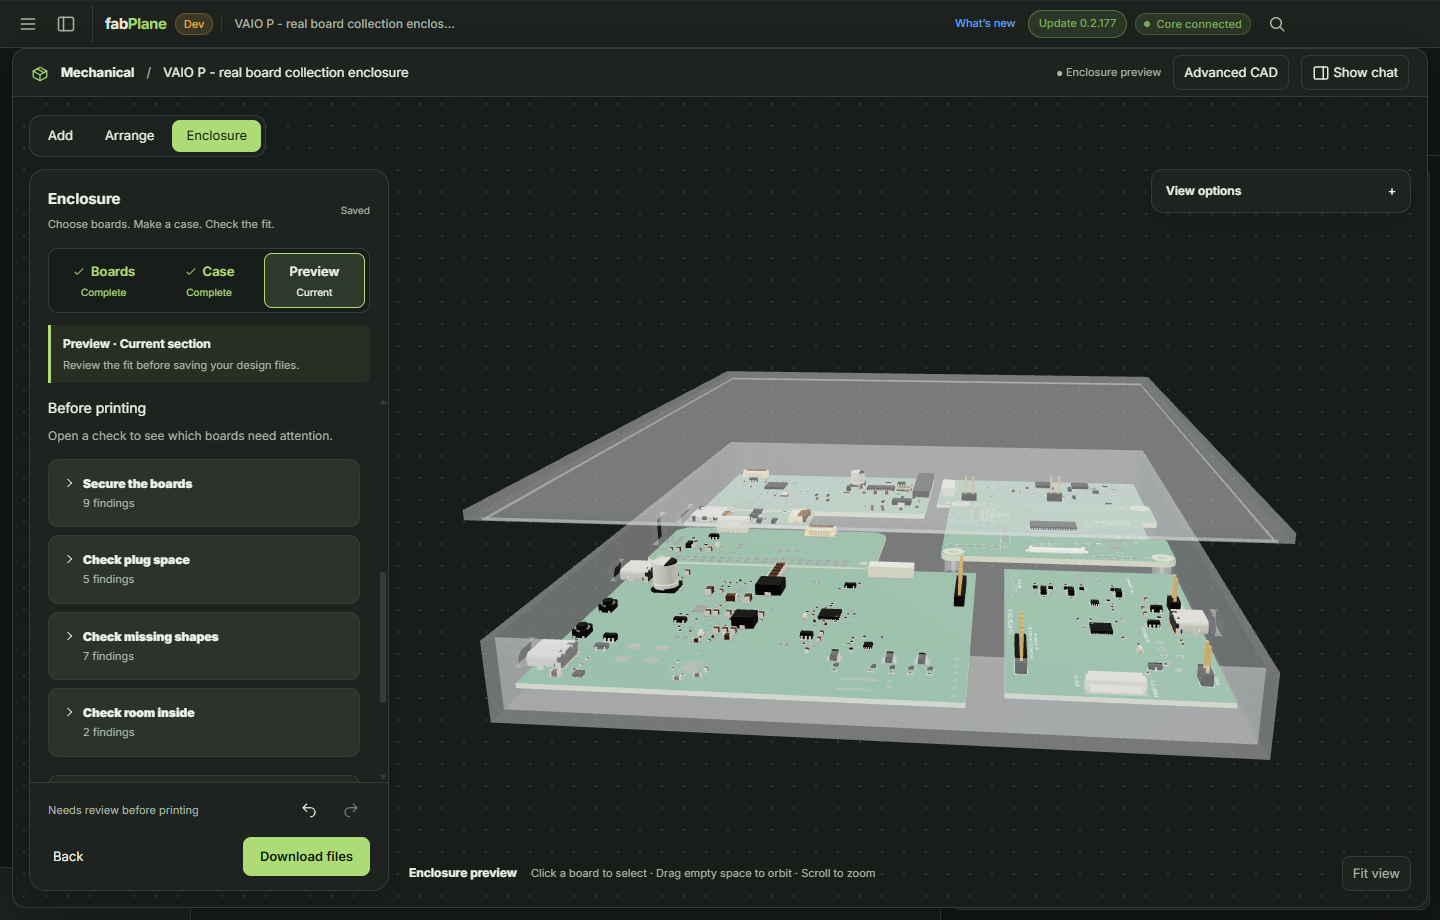 fabPlane Dev VAIO P - real board collection enclos... What's new Update 0.2.177 Core connected
Mechanical / VAIO P - real board collection enclosure Enclosure preview Advanced CAD Show chat
Add Arrange Enclosure
Enclosure
Saved
Choose boards. Make a case. Check the fit.
View options +
Boards Case Preview
Complete Complete Current
Preview · Current section
Review the fit before saving your design files.
Before printing
Open a check to see which boards need attention.
Secure the boards
9 findings
Check plug space
5 findings
Check missing shapes
7 findings
Check room inside
2 findings
Needs review before printing
Back Download files
Enclosure preview Click a board to select · Drag empty space to orbit · Scroll to zoom
Fit view